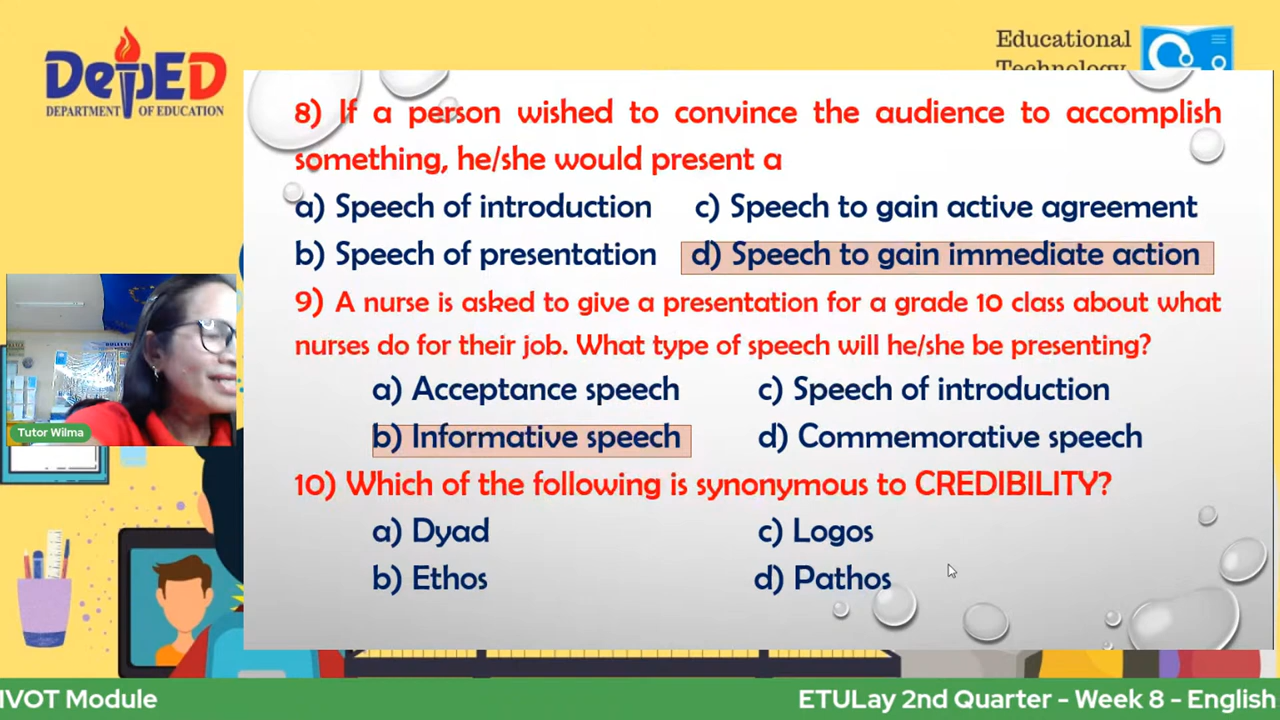 DepED
DEPARTMENT OF EDUCATION
Educational
Technology
8) If a person wished to convince the audience to accomplish
something, he/she would present a
a) Speech of introduction c) Speech to gain active agreement
b) Speech of presentation d) Speech to gain immediate action
9) A nurse is asked to give a presentation for a grade 10 class about what
nurses do for their job. What type of speech will he/she be presenting?
a) Acceptance speech c) Speech of introduction
b) Informative speech d) Commemorative speech
10) Which of the following is synonymous to CREDIBILITY?
a) Dyad c) Logos
b) Ethos d) Pathos
Tutor Wilma
IVOT Module
ETULay 2nd Quarter - Week 8 - English